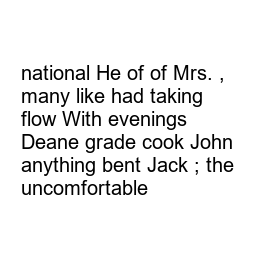 national He of of Mrs. ,
many like had taking
flow With evenings
Deane grade cook John
anything bent Jack ; the
uncomfortable